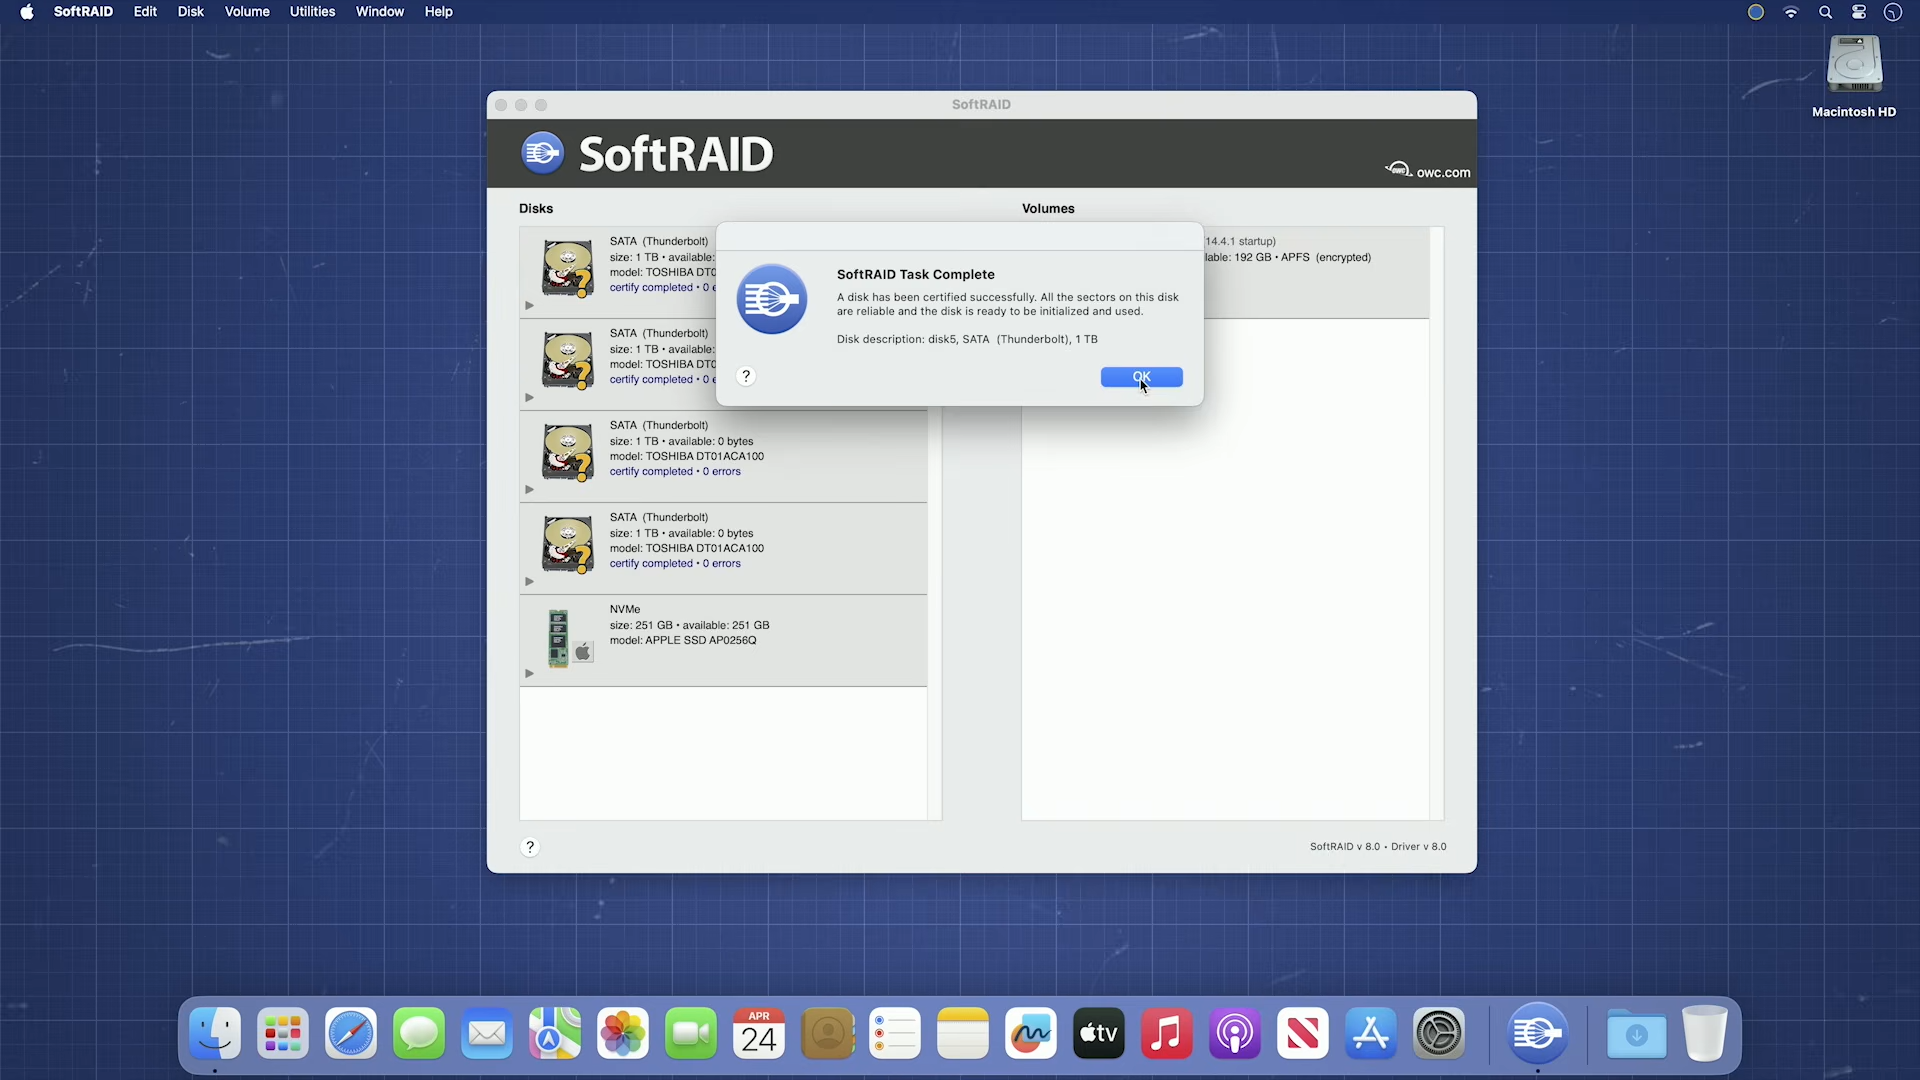 SoftRAID Edit Disk Volume Utilities Window Help
Macintosh HD
SoftRAID
SoftRAID
OWC owc.com
Disks
Volumes
SATA (Thunderbolt)
size: 1 TB • available:
model: TOSHIBA DT0
certify completed • 0 e
SATA (Thunderbolt)
size: 1 TB • available:
model: TOSHIBA DT0
certify completed • 0 e
SATA (Thunderbolt)
size: 1 TB • available: 0 bytes
model: TOSHIBA DT01ACA100
certify completed • 0 errors
SATA (Thunderbolt)
size: 1 TB • available: 0 bytes
model: TOSHIBA DT01ACA100
certify completed • 0 errors
NVMe
size: 251 GB • available: 251 GB
model: APPLE SSD AP0256Q
14.4.1 startup)
lable: 192 GB • APFS (encrypted)
SoftRAID Task Complete
A disk has been certified successfully. All the sectors on this disk
are reliable and the disk is ready to be initialized and used.
Disk description: disk5, SATA (Thunderbolt), 1 TB
?
OK
?
SoftRAID v 8.0 • Driver v 8.0
APR
24
tv